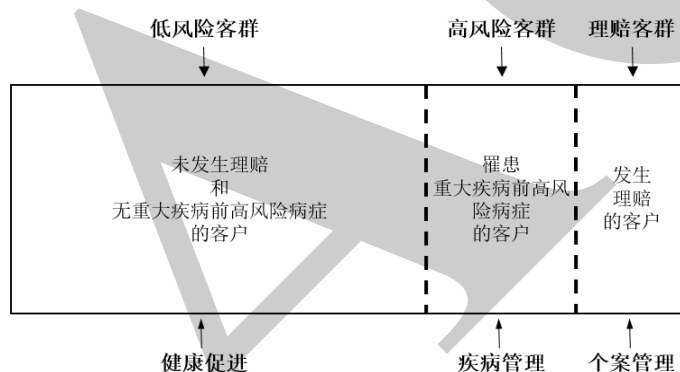 低风险客群
高风险客群
理赔客群
未发生理赔
和
无重大疾病前高风险病症
的客户
罹患
重大疾病前高风
险病症
的客户
发生
理赔
的客户
健康促进
疾病管理
个案管理